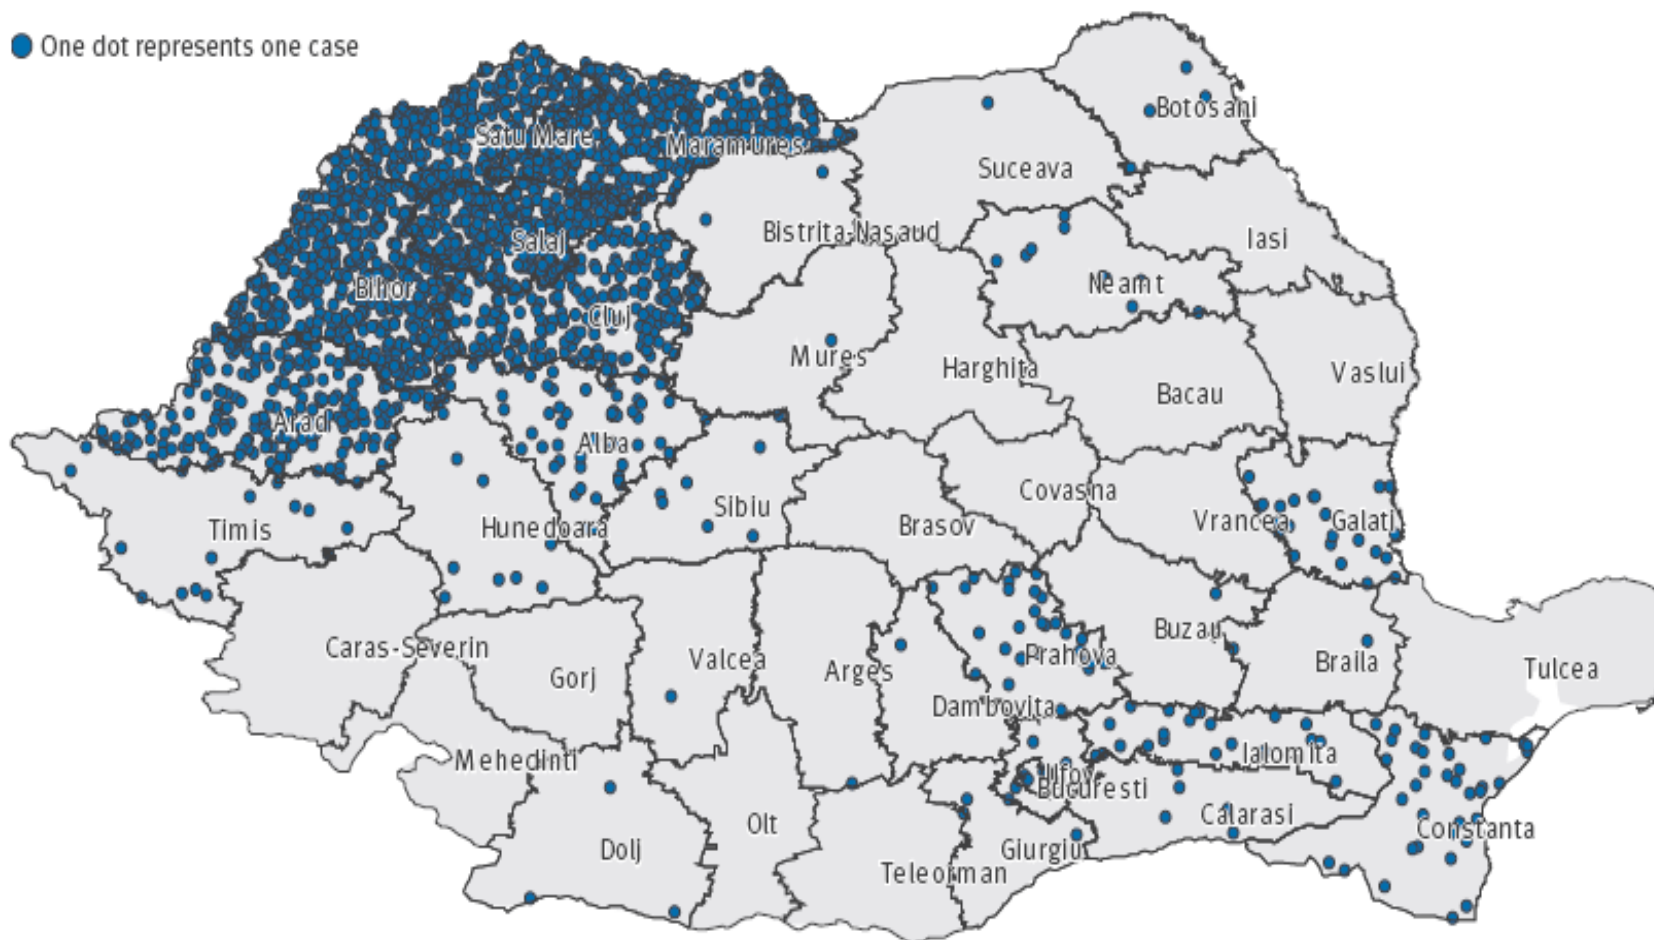 One dot represents one case
Botosani
Satu Mare
Maramures
Suceava
Bistrita-Nasaud
Iasi
Salaj
Neamt
Bihor
Cluj
Mures
Harghita
Vaslui
Bacau
Arad
Alba
Covasna
Sibiu
Brasov
Vrancea
Galati
Timis
Hunedoara
Buzau
Caras-Severin
Prahova
Valcea
Braila
Tulcea
Arges
Gorj
Dambovita
Ialomita
Mehedinti
Ilfov
Bucuresti
Calarasi
Olt
Constanta
Dolj
Giurgiu
Teleorman